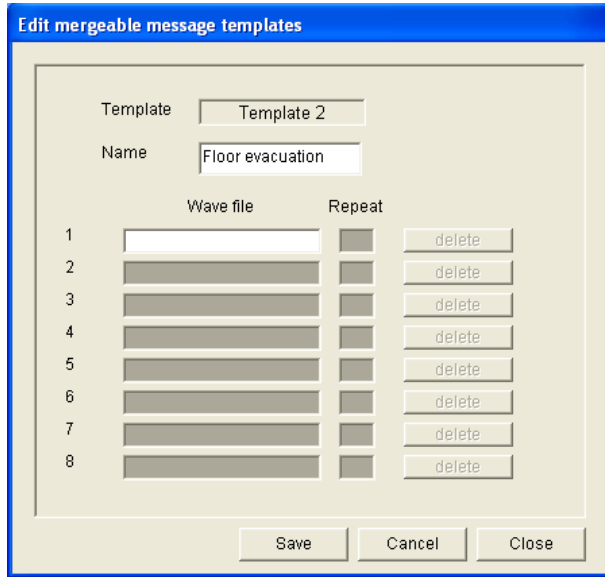 Edit mergeable message templates
Template Template 2
Name Floor evacuation
Wave file Repeat
1 delete
2 delete
3 delete
4 delete
5 delete
6 delete
7 delete
8 delete
Save Cancel Close